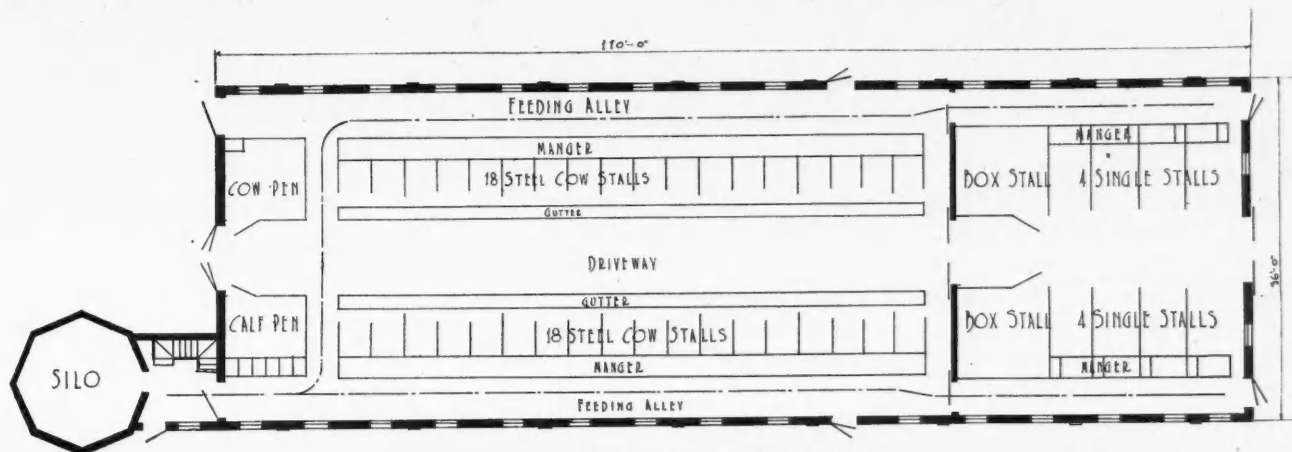 110'-0"
FEEDING ALLEY
MANGER
MANGER
COW PEN
18 STEEL COW STALLS
BOX STALL
4 SINGLE STALLS
GUTTER
DRIVEWAY
36'-0"
GUTTER
CALF PEN
18 STEEL COW STALLS
BOX STALL
4 SINGLE STALLS
MANGER
MANGER
SILO
FEEDING ALLEY